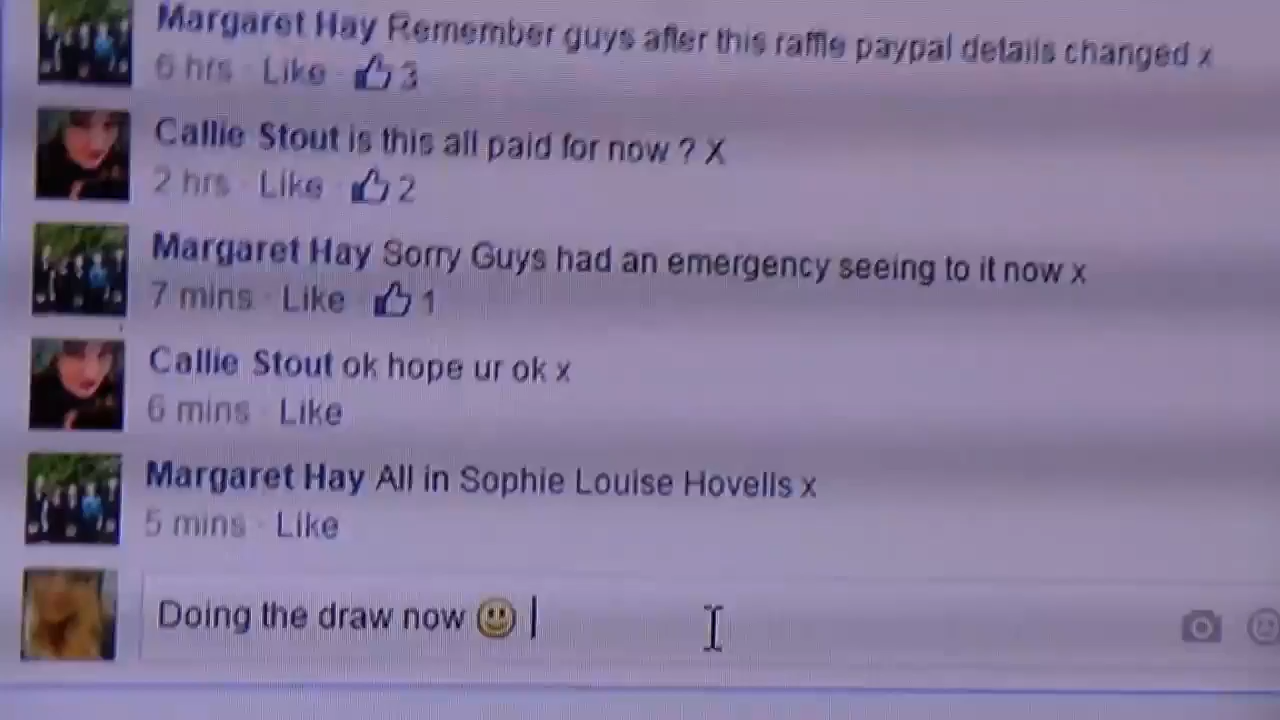 Margaret Hay Remember guys after this raffle paypal details changed x
6 hrs · Like · 3
Callie Stout is this all paid for now ? X
2 hrs · Like · 2
Margaret Hay Sorry Guys had an emergency seeing to it now x
7 mins · Like · 1
Callie Stout ok hope ur ok x
6 mins · Like
Margaret Hay All in Sophie Louise Hovells x
5 mins · Like
Doing the draw now 🙂